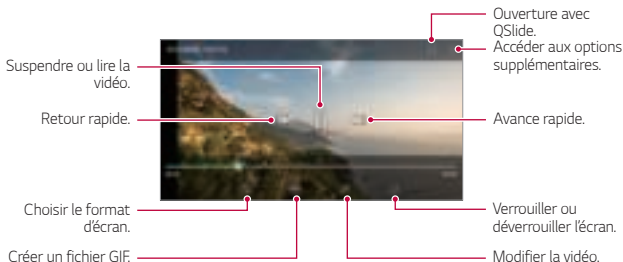 Ouverture avec
QSlide.
Accéder aux options
supplémentaires.
Suspendre ou lire la
vidéo.
Retour rapide.
Avance rapide.
Choisir le format
d'écran.
Verrouiller ou
déverrouiller l'écran.
Créer un fichier GIF.
Modifier la vidéo.